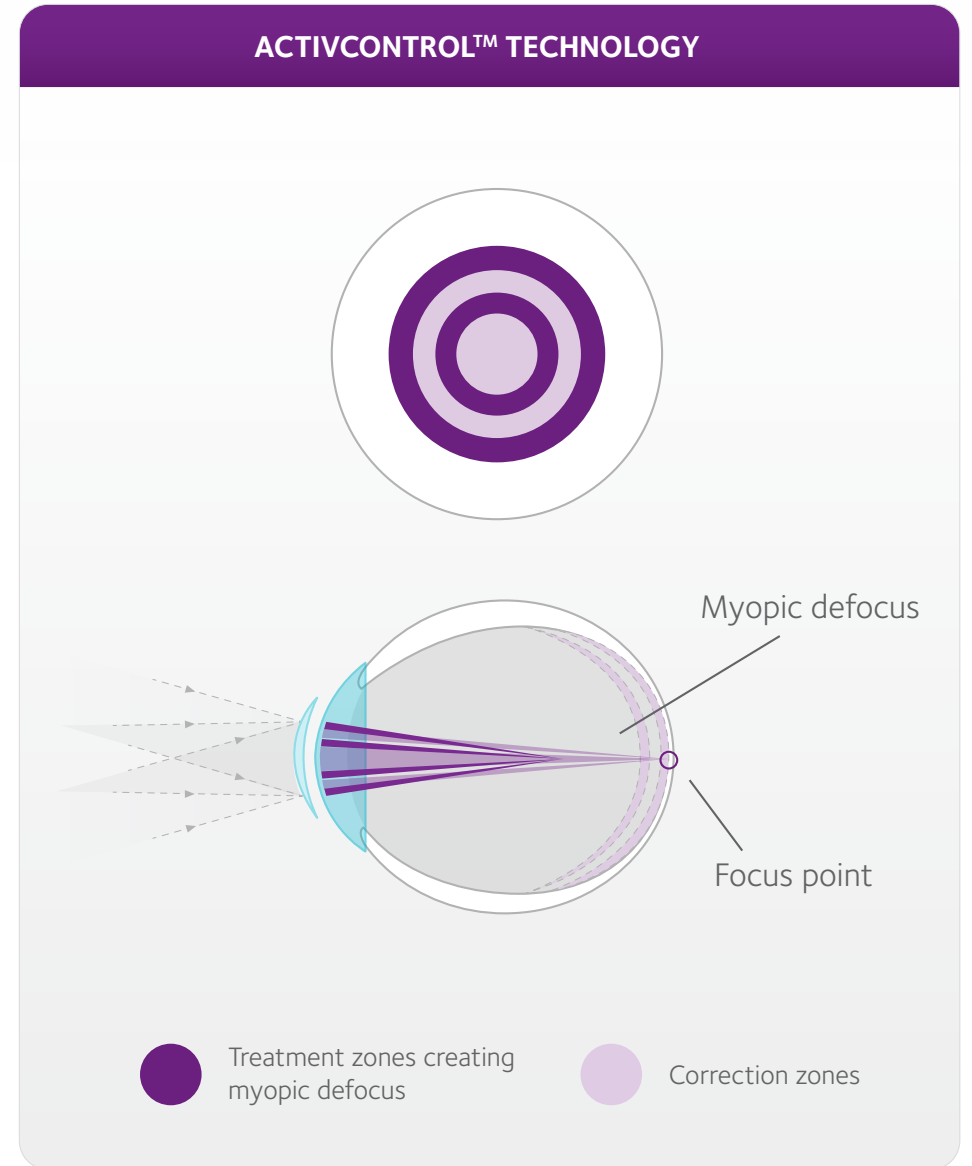 ACTIVCONTROL™ TECHNOLOGY
Myopic defocus
Focus point
Treatment zones creating
myopic defocus
Correction zones